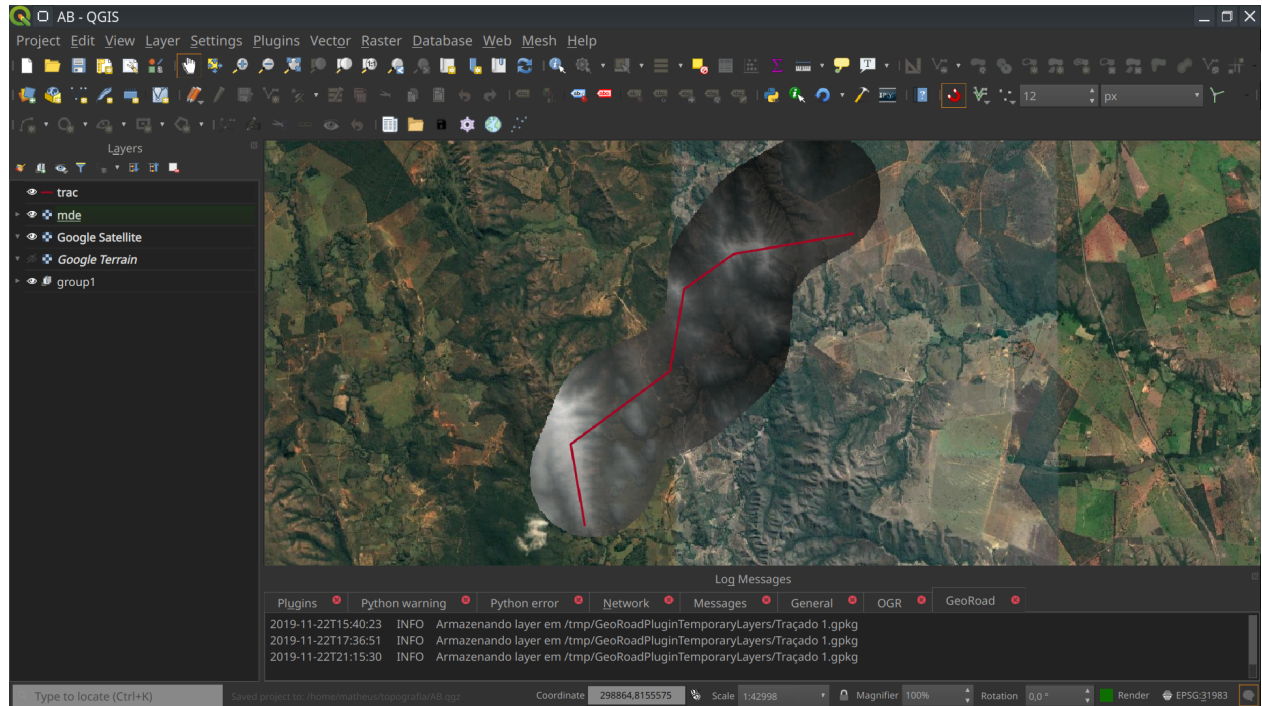 AB - QGIS
Project Edit View Layer Settings Plugins Vector Raster Database Web Mesh Help
12 px
Layers
trac
mde
Google Satellite
Google Terrain
group1
Log Messages
Plugins Python warning Python error Network Messages General OGR GeoRoad
2019-11-22T15:40:23 INFO Armazenando layer em /tmp/GeoRoadPluginTemporaryLayers/Traçado 1.gpkg
2019-11-22T17:36:51 INFO Armazenando layer em /tmp/GeoRoadPluginTemporaryLayers/Traçado 1.gpkg
2019-11-22T21:15:30 INFO Armazenando layer em /tmp/GeoRoadPluginTemporaryLayers/Traçado 1.gpkg
Type to locate (Ctrl+K) Saved project to: /home/matheus/topografia/AB.qgz Coordinate 298864,8155575 Scale 1:42998 Magnifier 100% Rotation 0,0 ° Render EPSG:31983